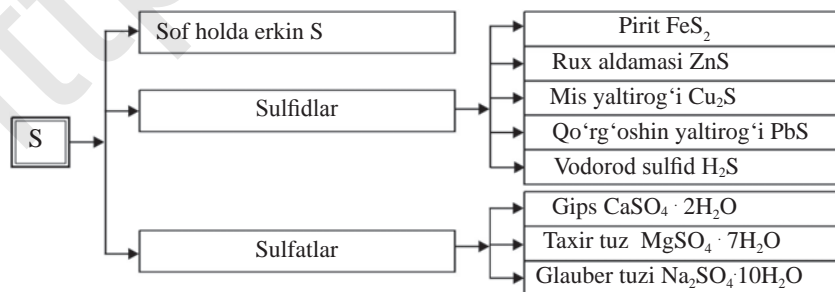 S
Sof holda erkin S
Sulfidlar
Sulfatlar
Pirit FeS₂
Rux aldamasi ZnS
Mis yaltirog‘i Cu₂S
Qo‘rg‘oshin yaltirog‘i PbS
Vodorod sulfid H₂S
Gips CaSO₄ · 2H₂O
Taxir tuz MgSO₄ · 7H₂O
Glauber tuzi Na₂SO₄·10H₂O